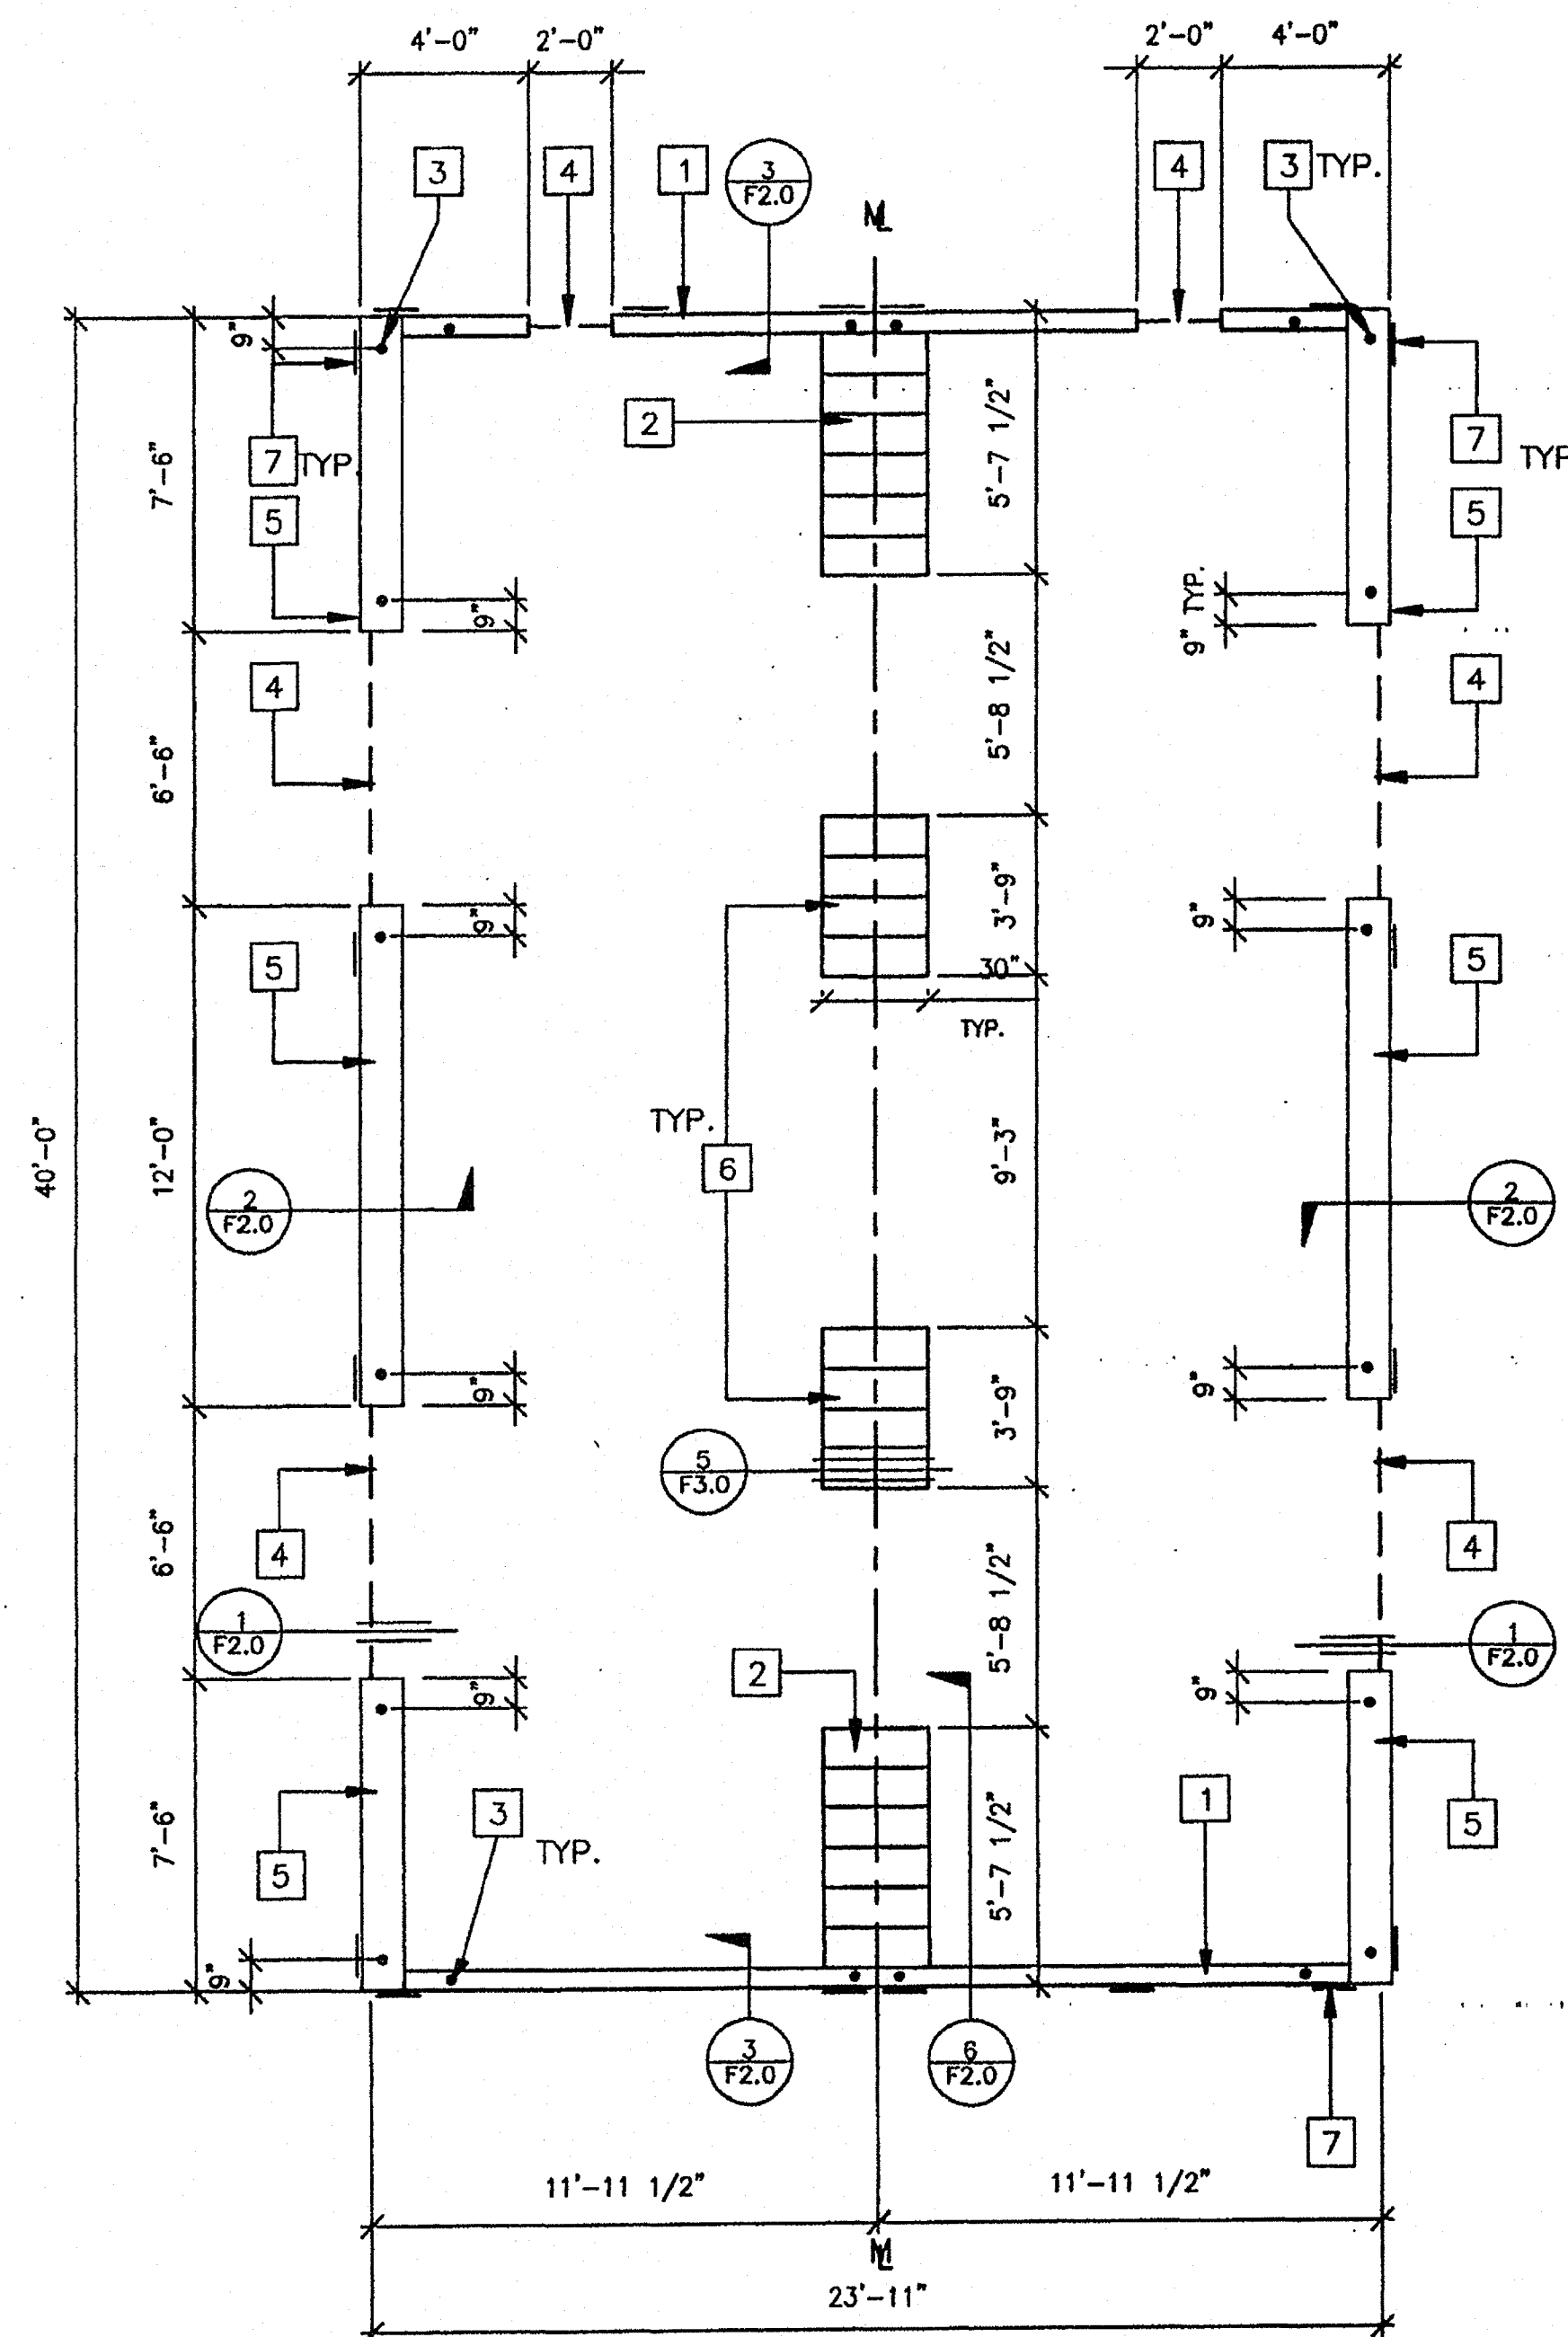 4'-0" 2'-0" 2'-0" 4'-0"
3 4 1 3 F2.0 4 3 TYP.
ML
9"
7 TYP.
2
7 TYP
5'-7 1/2"
7'-6"
5
5
9"
9" TYP.
4
4
5'-8 1/2"
6'-6"
9"
3'-9"
9"
5
5
30"
TYP.
TYP.
6
9'-3"
40'-0"
12'-0"
2 F2.0
2 F2.0
9"
9"
3'-9"
5 F3.0
4
4
6'-6"
5'-8 1/2"
1 F2.0
1 F2.0
9"
9"
2
7'-6"
5
3 TYP.
1
5
5'-7 1/2"
9"
3 F2.0
6 F2.0
7
11'-11 1/2" 11'-11 1/2"
ML
23'-11"